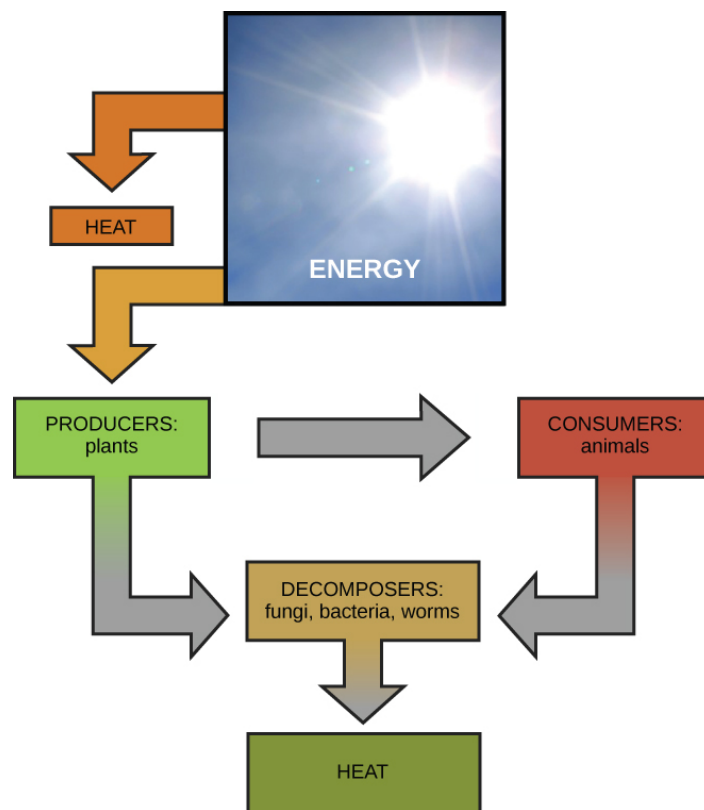 ENERGY
HEAT
PRODUCERS:
plants
CONSUMERS:
animals
DECOMPOSERS:
fungi, bacteria, worms
HEAT